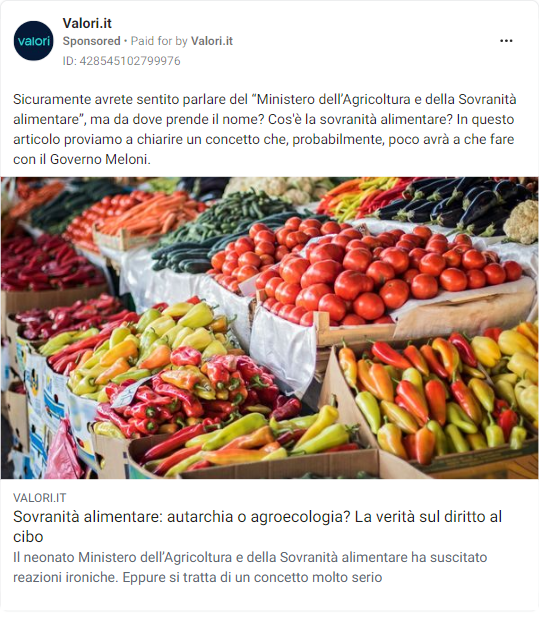 valori
Valori.it
Sponsored • Paid for by Valori.it
ID: 428545102799976
Sicuramente avrete sentito parlare del “Ministero dell’Agricoltura e della Sovranità
alimentare”, ma da dove prende il nome? Cos'è la sovranità alimentare? In questo
articolo proviamo a chiarire un concetto che, probabilmente, poco avrà a che fare
con il Governo Meloni.
VALORI.IT
Sovranità alimentare: autarchia o agroecologia? La verità sul diritto al
cibo
Il neonato Ministero dell’Agricoltura e della Sovranità alimentare ha suscitato
reazioni ironiche. Eppure si tratta di un concetto molto serio